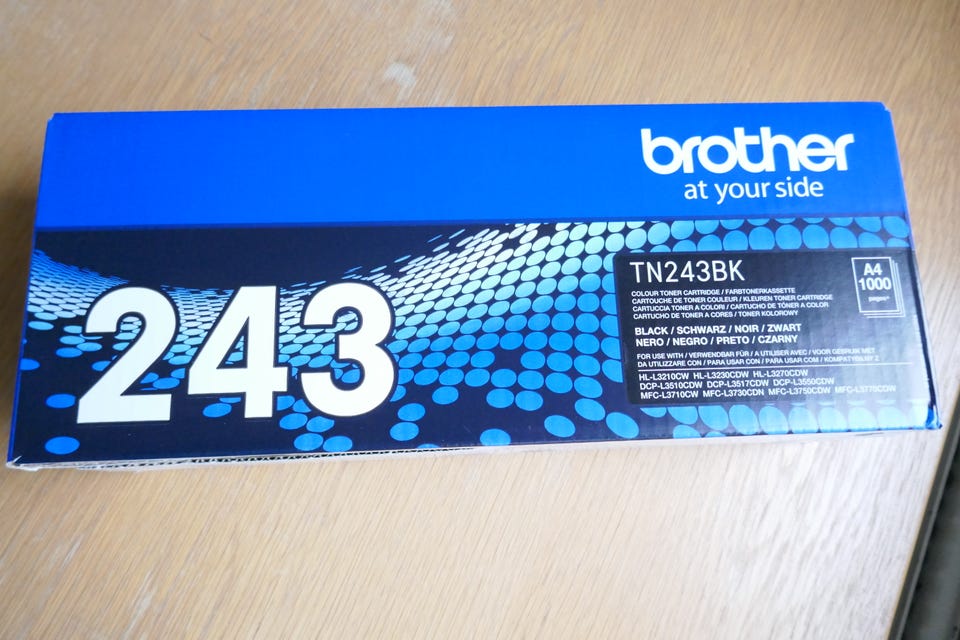 brother
at your side
243
TN243BK
A4
1000
pages*
COLOUR TONER CARTRIDGE / FARBTONERKASSETTE
CARTOUCHE DE TONER COULEUR / KLEUREN TONER CARTRIDGE
CARTUCCIA TONER A COLORI / CARTUCHO DE TONER A COLOR
CARTUCHO DE TONER A CORES / TONER KOLOROWY
BLACK / SCHWARZ / NOIR / ZWART
NERO / NEGRO / PRETO / CZARNY
FOR USE WITH / VERWENDBAR FÜR / A UTILISER AVEC / VOOR GEBRUIK MET
DA UTILIZZARE CON / PARA USAR CON / PARA USAR COM / KOMPATYBILNY Z
HL-L3210CW HL-L3230CDW HL-L3270CDW
DCP-L3510CDW DCP-L3517CDW DCP-L3550CDW
MFC-L3710CW MFC-L3730CDN MFC-L3750CDW MFC-L3770CDW